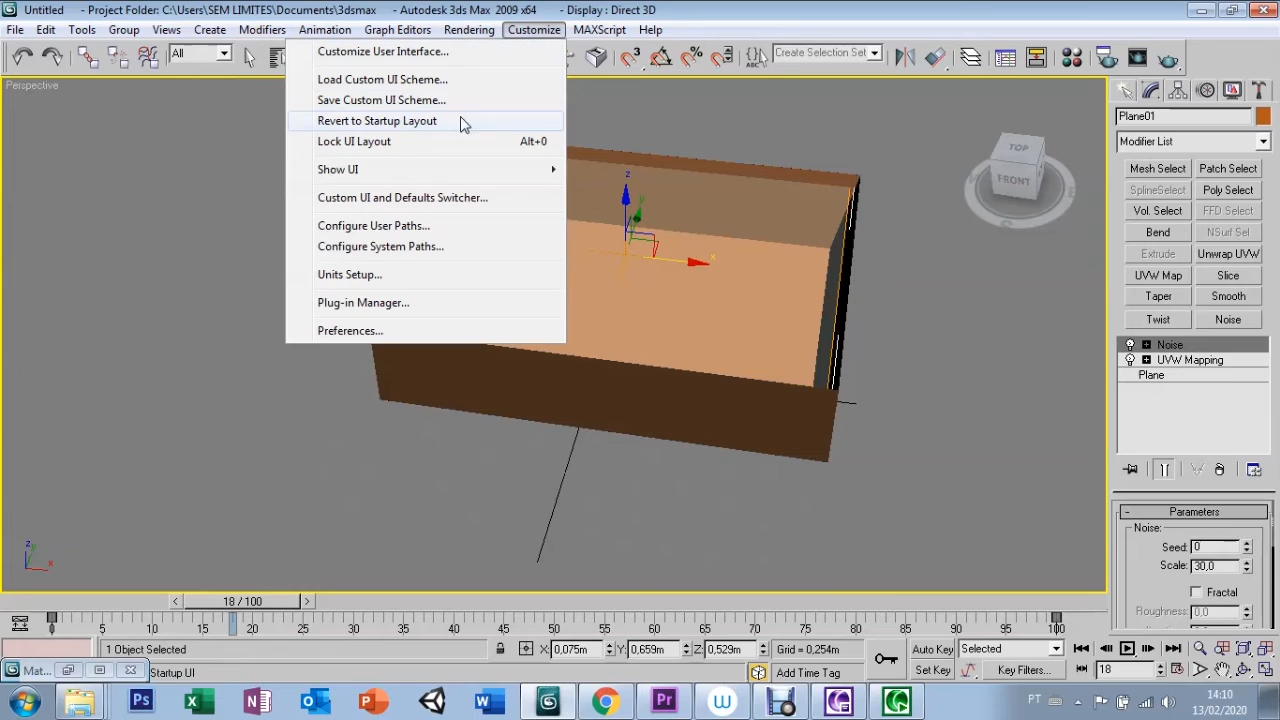 Untitled - Project Folder: C:\Users\SEM LIMITES\Documents\3dsmax - Autodesk 3ds Max 2009 x64 - Display : Direct 3D
File Edit Tools Group Views Create Modifiers Animation Graph Editors Rendering Customize MAXScript Help
All
Create Selection Set
Perspective
Customize User Interface...
Load Custom UI Scheme...
Save Custom UI Scheme...
Revert to Startup Layout
Lock UI Layout Alt+0
Show UI
Custom UI and Defaults Switcher...
Configure User Paths...
Configure System Paths...
Units Setup...
Plug-in Manager...
Preferences...
z
y
x
TOP
FRONT
Plane01
Modifier List
Mesh Select Patch Select
SplineSelect Poly Select
Vol. Select FFD Select
Bend NSurf Sel
Extrude Unwrap UVW
UVW Map Slice
Taper Smooth
Twist Noise
Noise
UVW Mapping
Plane
- Parameters
Noise:
Seed: 0
Scale: 30,0
Fractal
Roughness: 0,0
z
y
x
18 / 100
5 10 15 20 25 30 35 40 45 50 55 60 65 70 75 80 85 90 95 100
1 Object Selected X: 0,075m Y: 0,659m Z: 0,529m Grid = 0,254m Auto Key Selected
Mat... Startup UI Add Time Tag Set Key Key Filters... 18
Ps W Pr W PT 14:10
13/02/2020